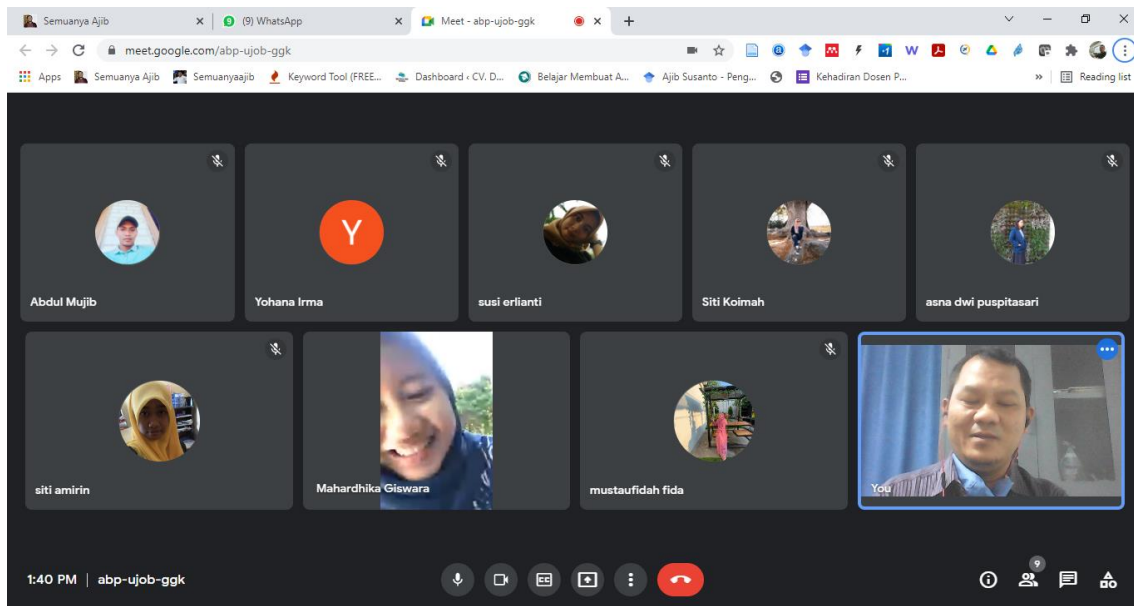 Semuanya Ajib (9) WhatsApp Meet - abp-ujob-ggk
meet.google.com/abp-ujob-ggk
Apps Semuanya Ajib Semuanyaajib Keyword Tool (FREE... Dashboard ‹ CV. D... Belajar Membuat A... Ajib Susanto - Peng... Kehadiran Dosen P... » Reading list
Y
Abdul Mujib Yohana Irma susi erlianti Siti Koimah asna dwi puspitasari
siti amirin Mahardhika Giswara mustaufidah fida You
9
1:40 PM | abp-ujob-ggk